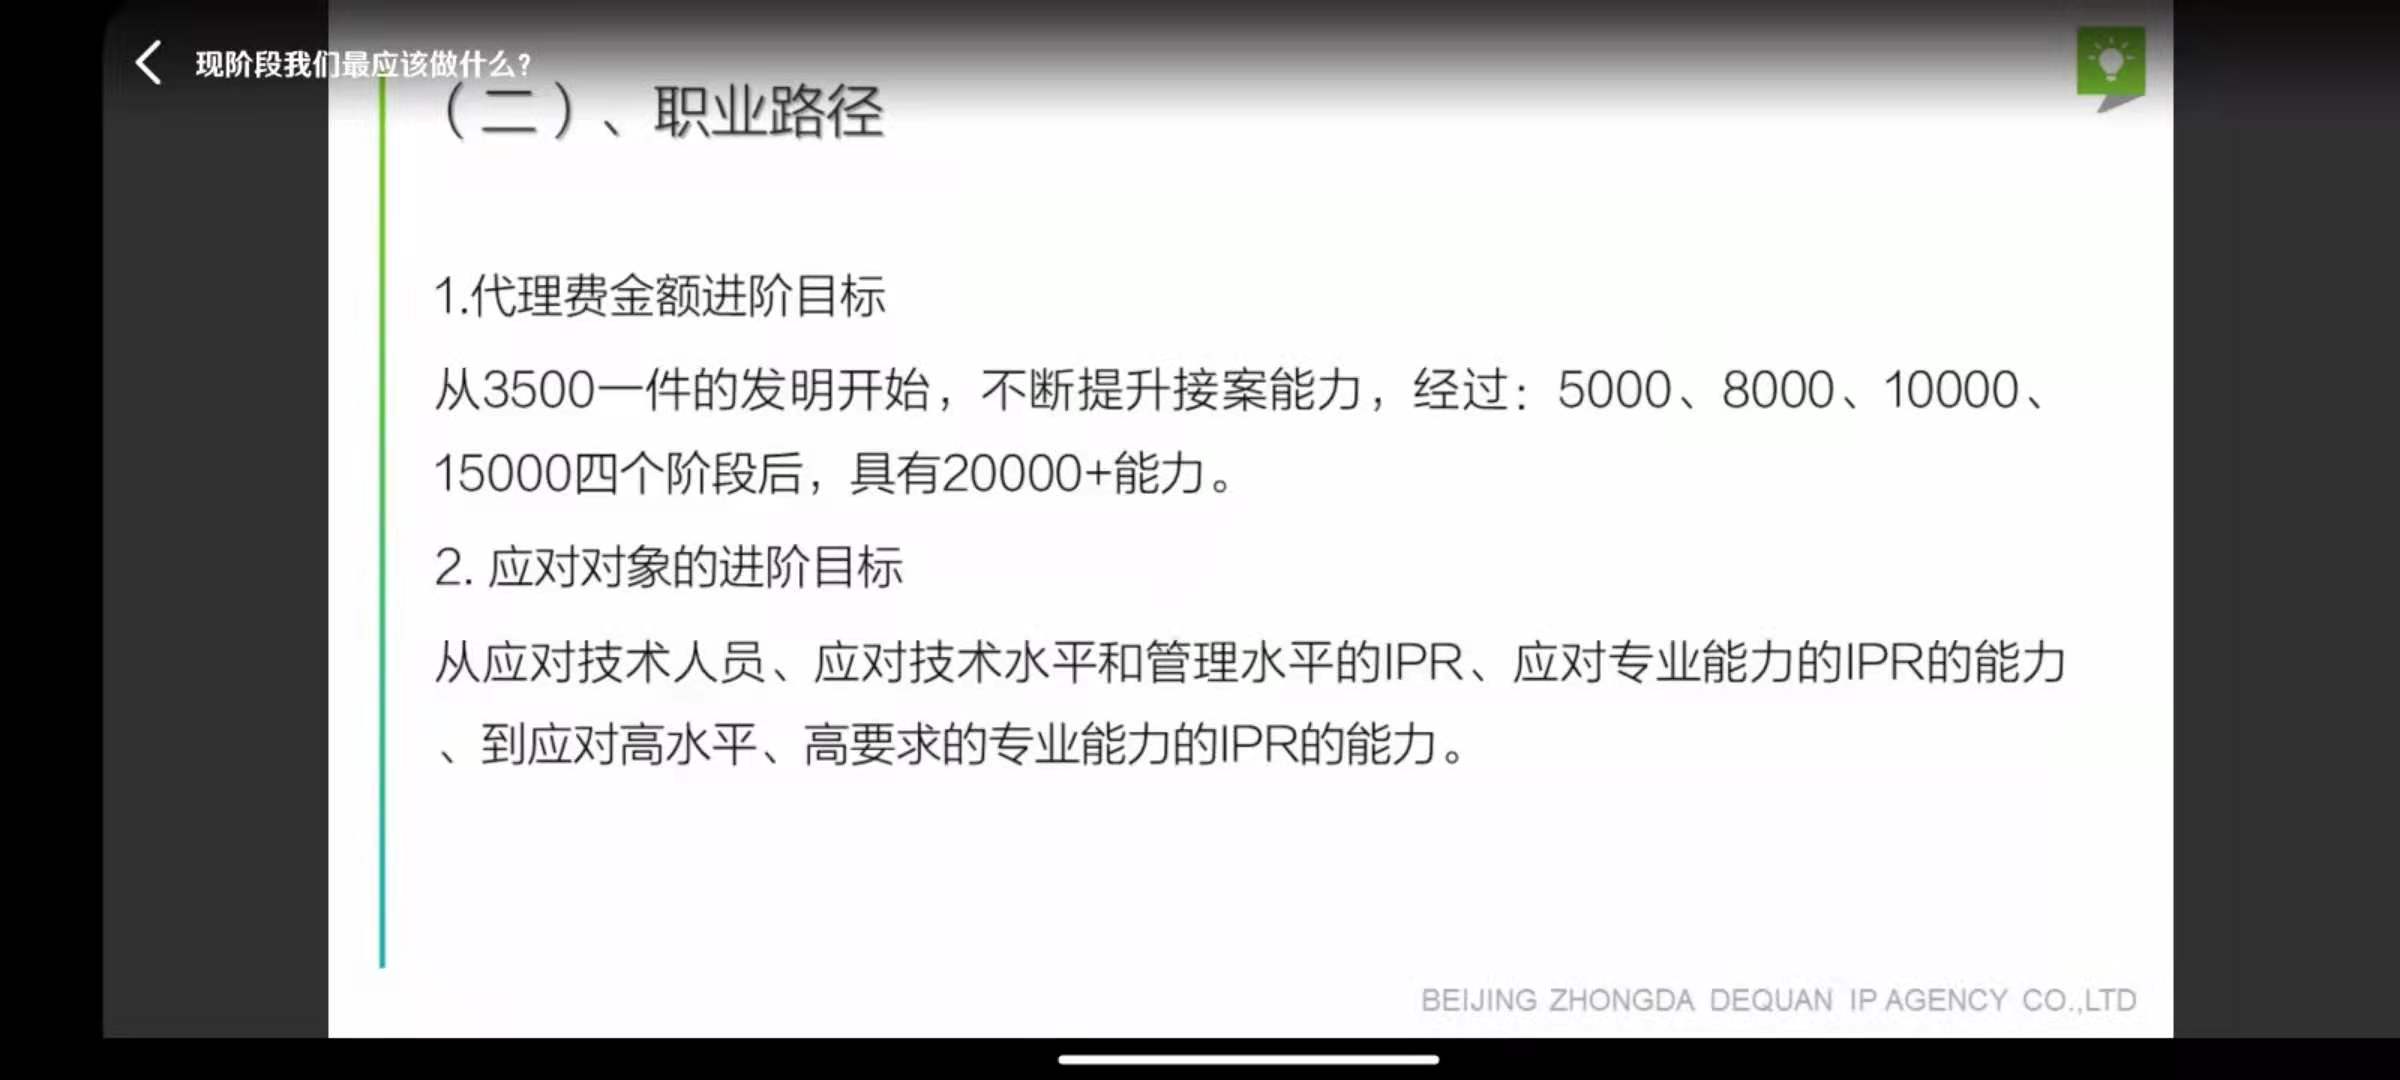 现阶段我们最应该做什么?
（二）、职业路径
1.代理费金额进阶目标
从3500一件的发明开始，不断提升接案能力，经过：5000、8000、10000、
15000四个阶段后，具有20000+能力。
2. 应对对象的进阶目标
从应对技术人员、应对技术水平和管理水平的IPR、应对专业能力的IPR的能力
、到应对高水平、高要求的专业能力的IPR的能力。
BEIJING ZHONGDA DEQUAN IP AGENCY CO.,LTD